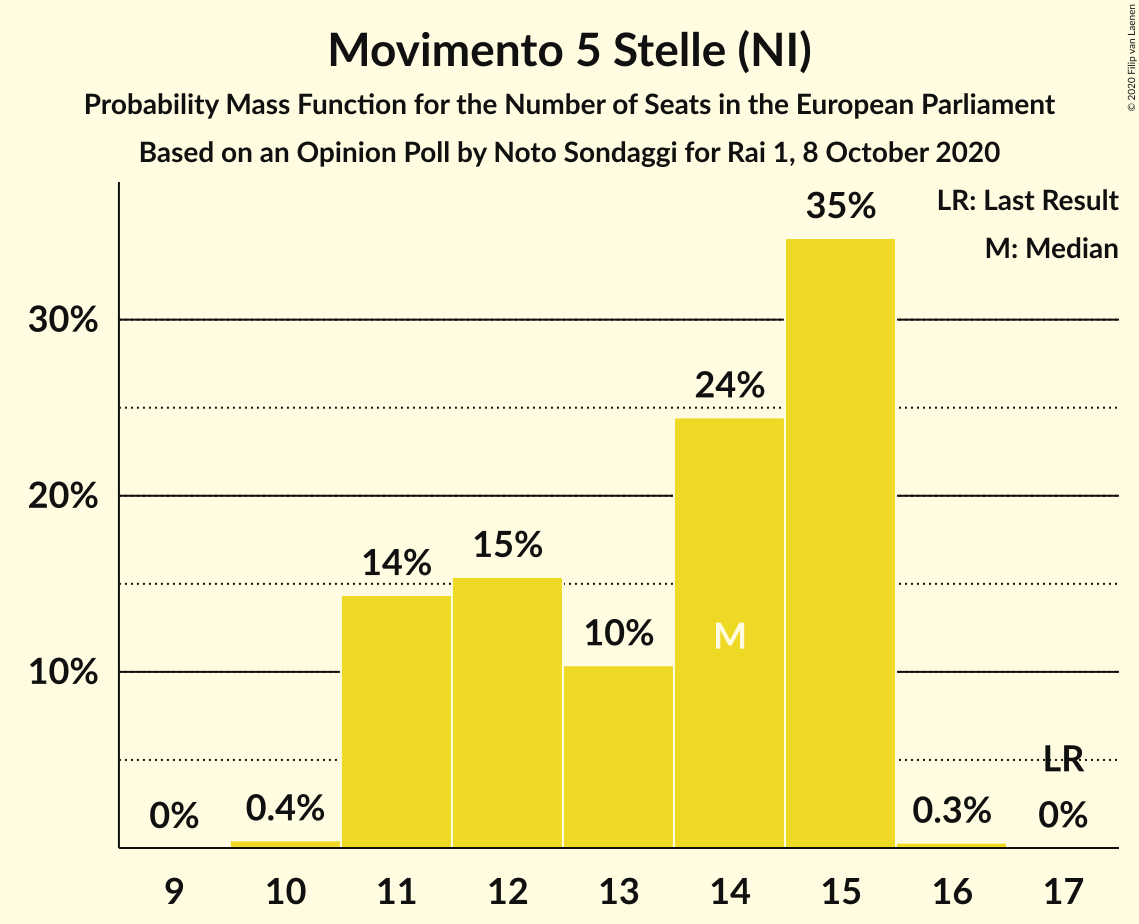 Movimento 5 Stelle (NI)
Probability Mass Function for the Number of Seats in the European Parliament
Based on an Opinion Poll by Noto Sondaggi for Rai 1, 8 October 2020
© 2020 Filip van Laenen
LR: Last Result
M: Median
35%
30%
24%
20%
15%
14%
10%
M
10%
LR
0%
0.4%
0.3%
0%
9 10 11 12 13 14 15 16 17